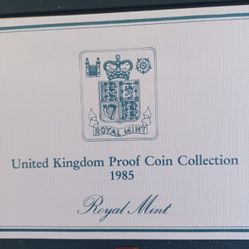 ROYAL MINT
United Kingdom Proof Coin Collection
1985
Royal Mint